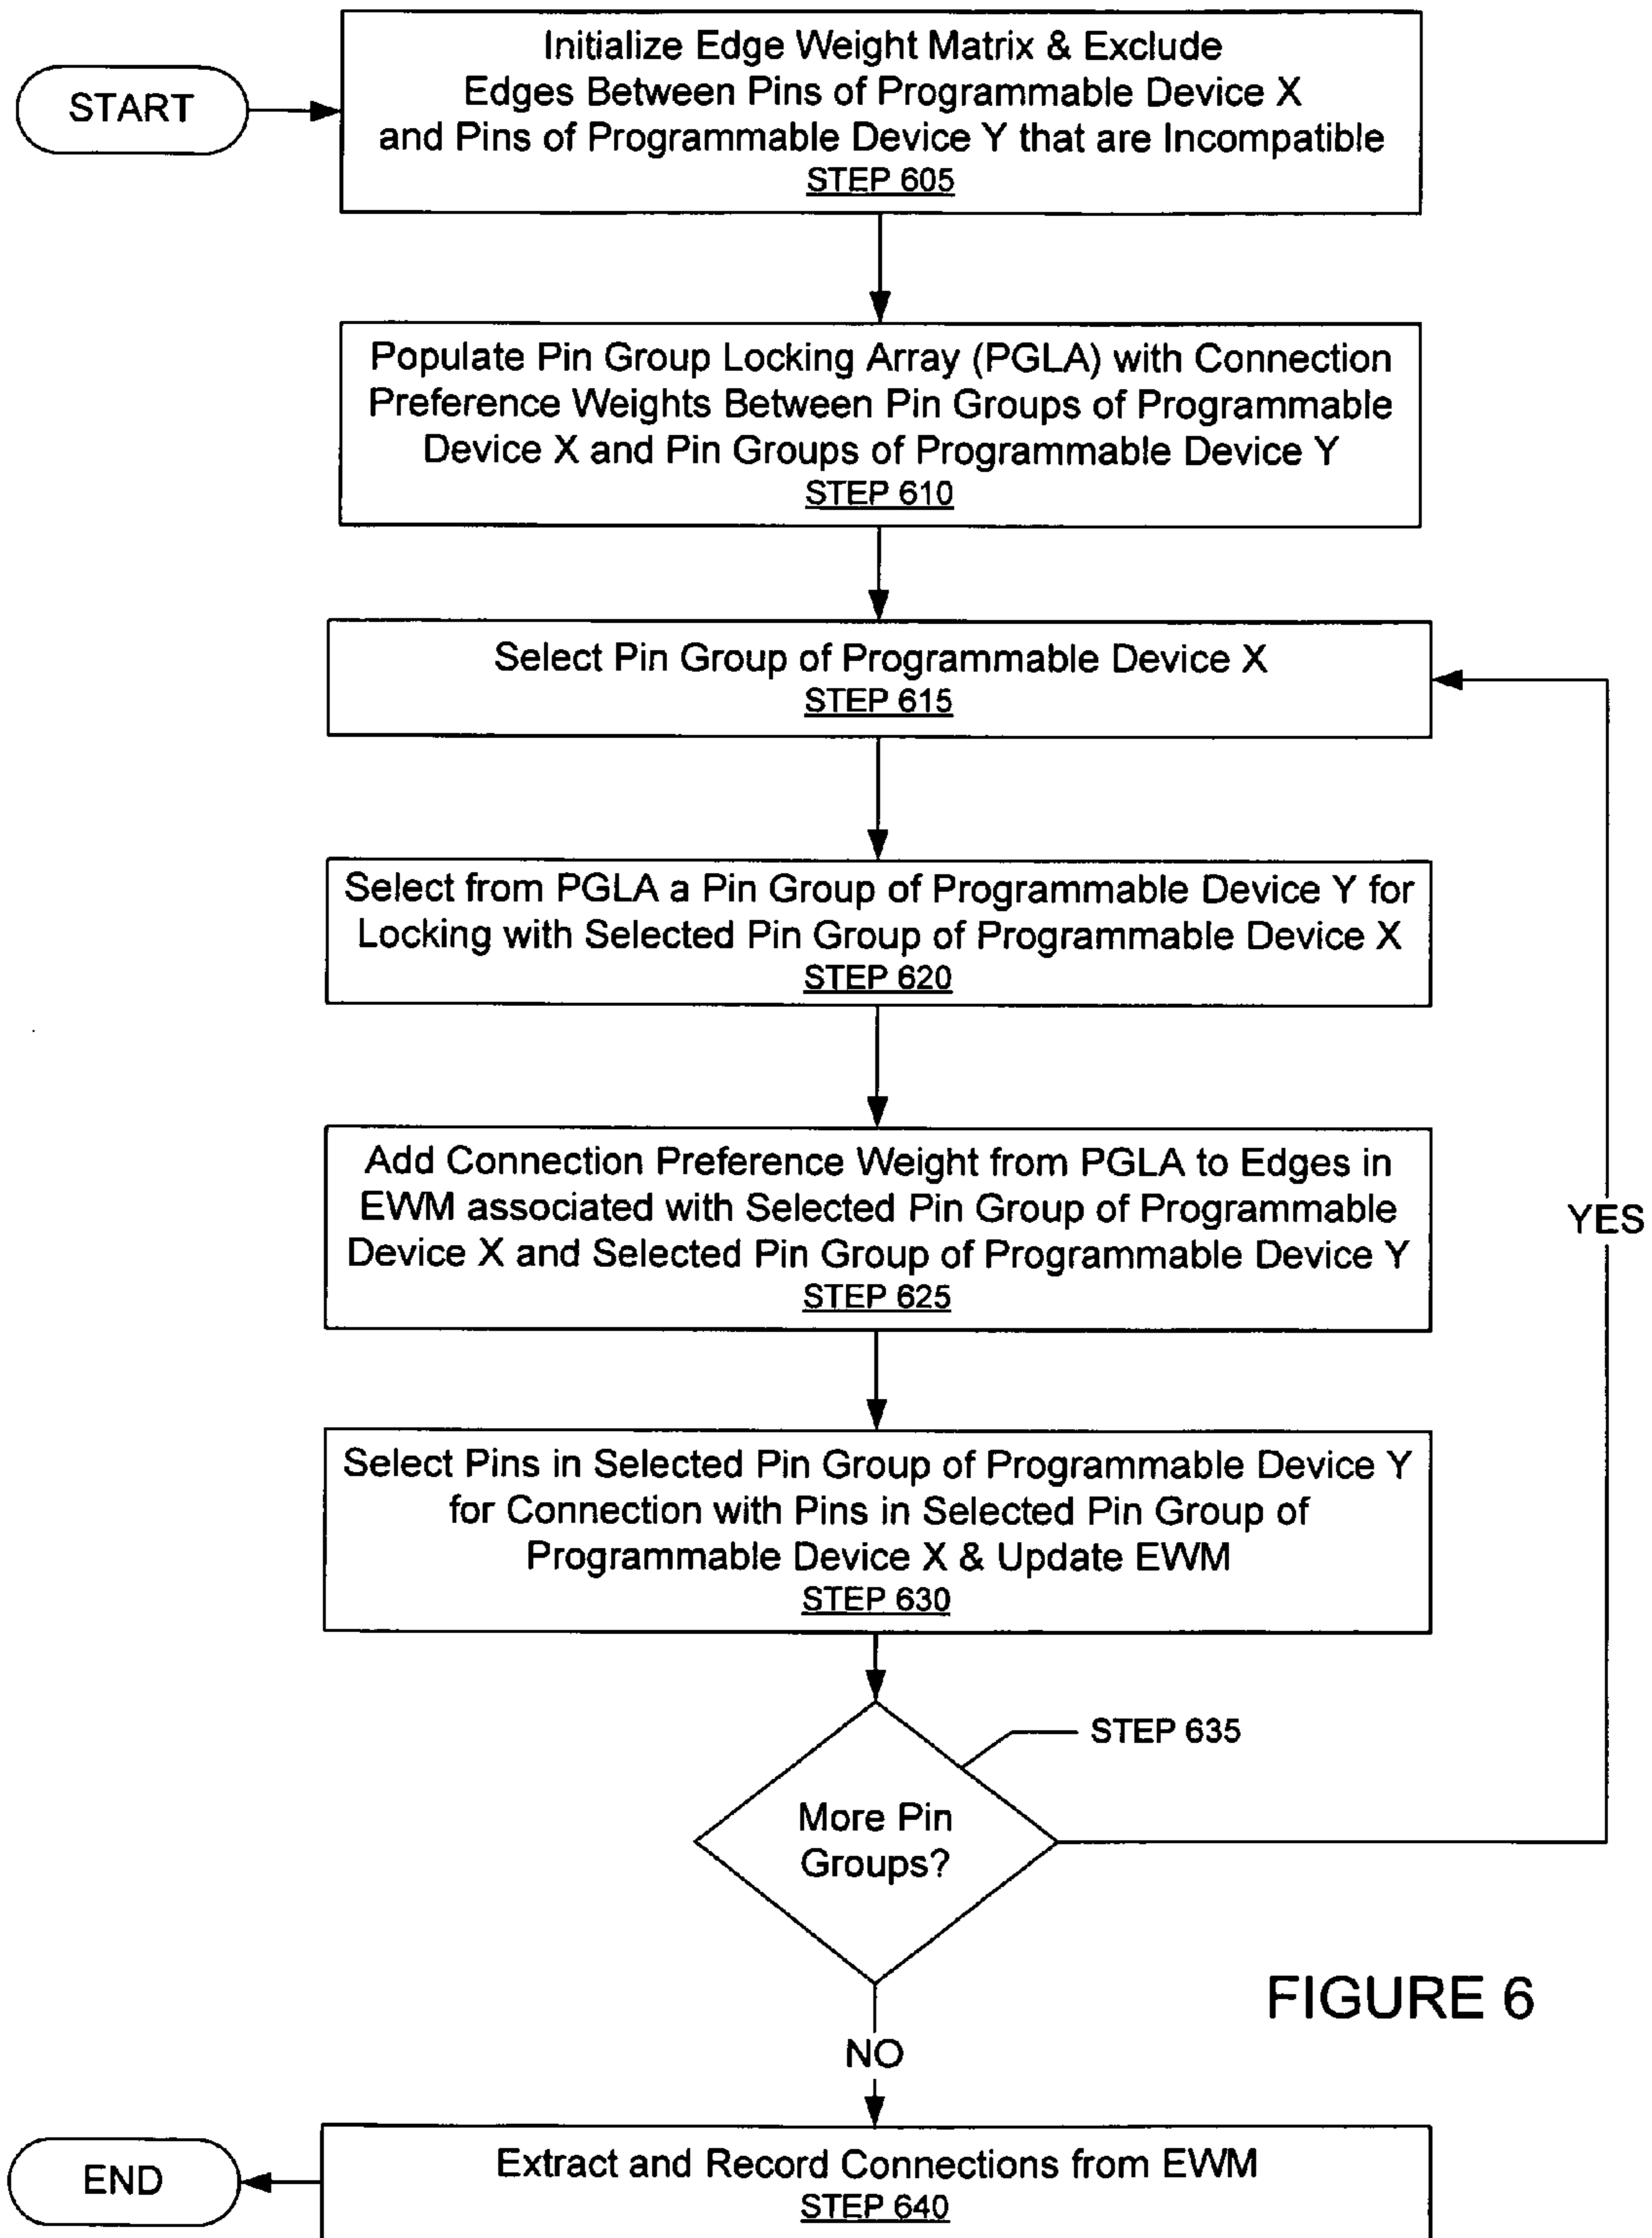 START
Initialize Edge Weight Matrix & Exclude
Edges Between Pins of Programmable Device X
and Pins of Programmable Device Y that are Incompatible
STEP 605
Populate Pin Group Locking Array (PGLA) with Connection
Preference Weights Between Pin Groups of Programmable
Device X and Pin Groups of Programmable Device Y
STEP 610
Select Pin Group of Programmable Device X
STEP 615
Select from PGLA a Pin Group of Programmable Device Y for
Locking with Selected Pin Group of Programmable Device X
STEP 620
Add Connection Preference Weight from PGLA to Edges in
EWM associated with Selected Pin Group of Programmable
Device X and Selected Pin Group of Programmable Device Y
STEP 625
YES
Select Pins in Selected Pin Group of Programmable Device Y
for Connection with Pins in Selected Pin Group of
Programmable Device X & Update EWM
STEP 630
STEP 635
More Pin
Groups?
FIGURE 6
NO
Extract and Record Connections from EWM
STEP 640
END